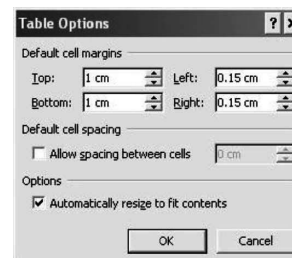 Table Options
Default cell margins
Top: 1 cm Left: 0.15 cm
Bottom: 1 cm Right: 0.15 cm
Default cell spacing
Allow spacing between cells 0 cm
Options
Automatically resize to fit contents
OK Cancel